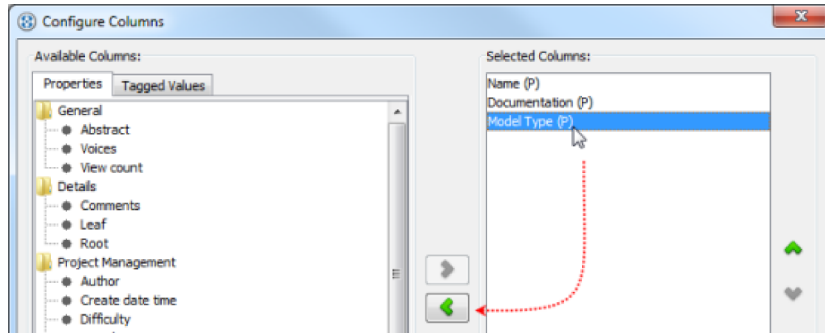 Configure Columns
Available Columns:
Properties Tagged Values
General
Abstract
Voices
View count
Details
Comments
Leaf
Root
Project Management
Author
Create date time
Difficulty
Selected Columns:
Name (P)
Documentation (P)
Model Type (P)